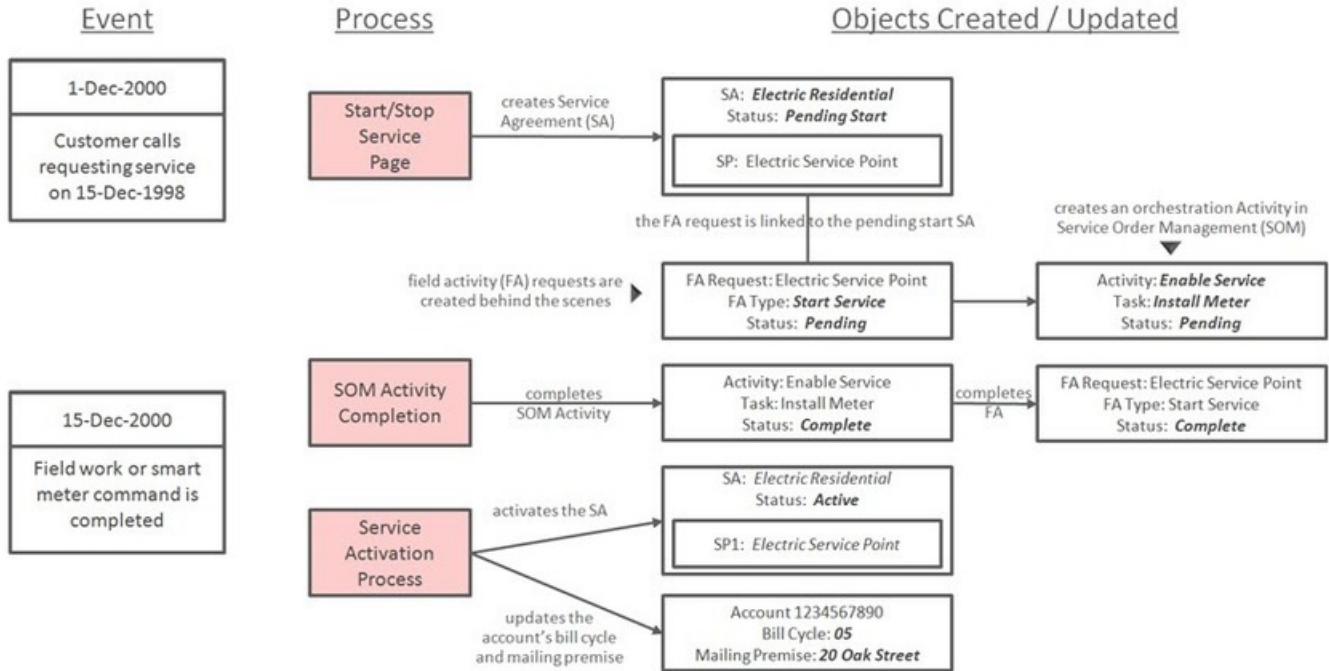 Event
Process
Objects Created / Updated
1-Dec-2000
Customer calls
requesting service
on 15-Dec-1998
Start/Stop
Service
Page
creates Service
Agreement (SA)
SA: Electric Residential
Status: Pending Start
SP: Electric Service Point
the FA request is linked to the pending start SA
creates an orchestration Activity in
Service Order Management (SOM)
field activity (FA) requests are
created behind the scenes
FA Request: Electric Service Point
FA Type: Start Service
Status: Pending
Activity: Enable Service
Task: Install Meter
Status: Pending
15-Dec-2000
Field work or smart
meter command is
completed
SOM Activity
Completion
completes
SOM Activity
Activity: Enable Service
Task: Install Meter
Status: Complete
completes
FA
FA Request: Electric Service Point
FA Type: Start Service
Status: Complete
Service
Activation
Process
activates the SA
SA: Electric Residential
Status: Active
SP1: Electric Service Point
updates the
account's bill cycle
and mailing premise
Account 1234567890
Bill Cycle: 05
Mailing Premise: 20 Oak Street